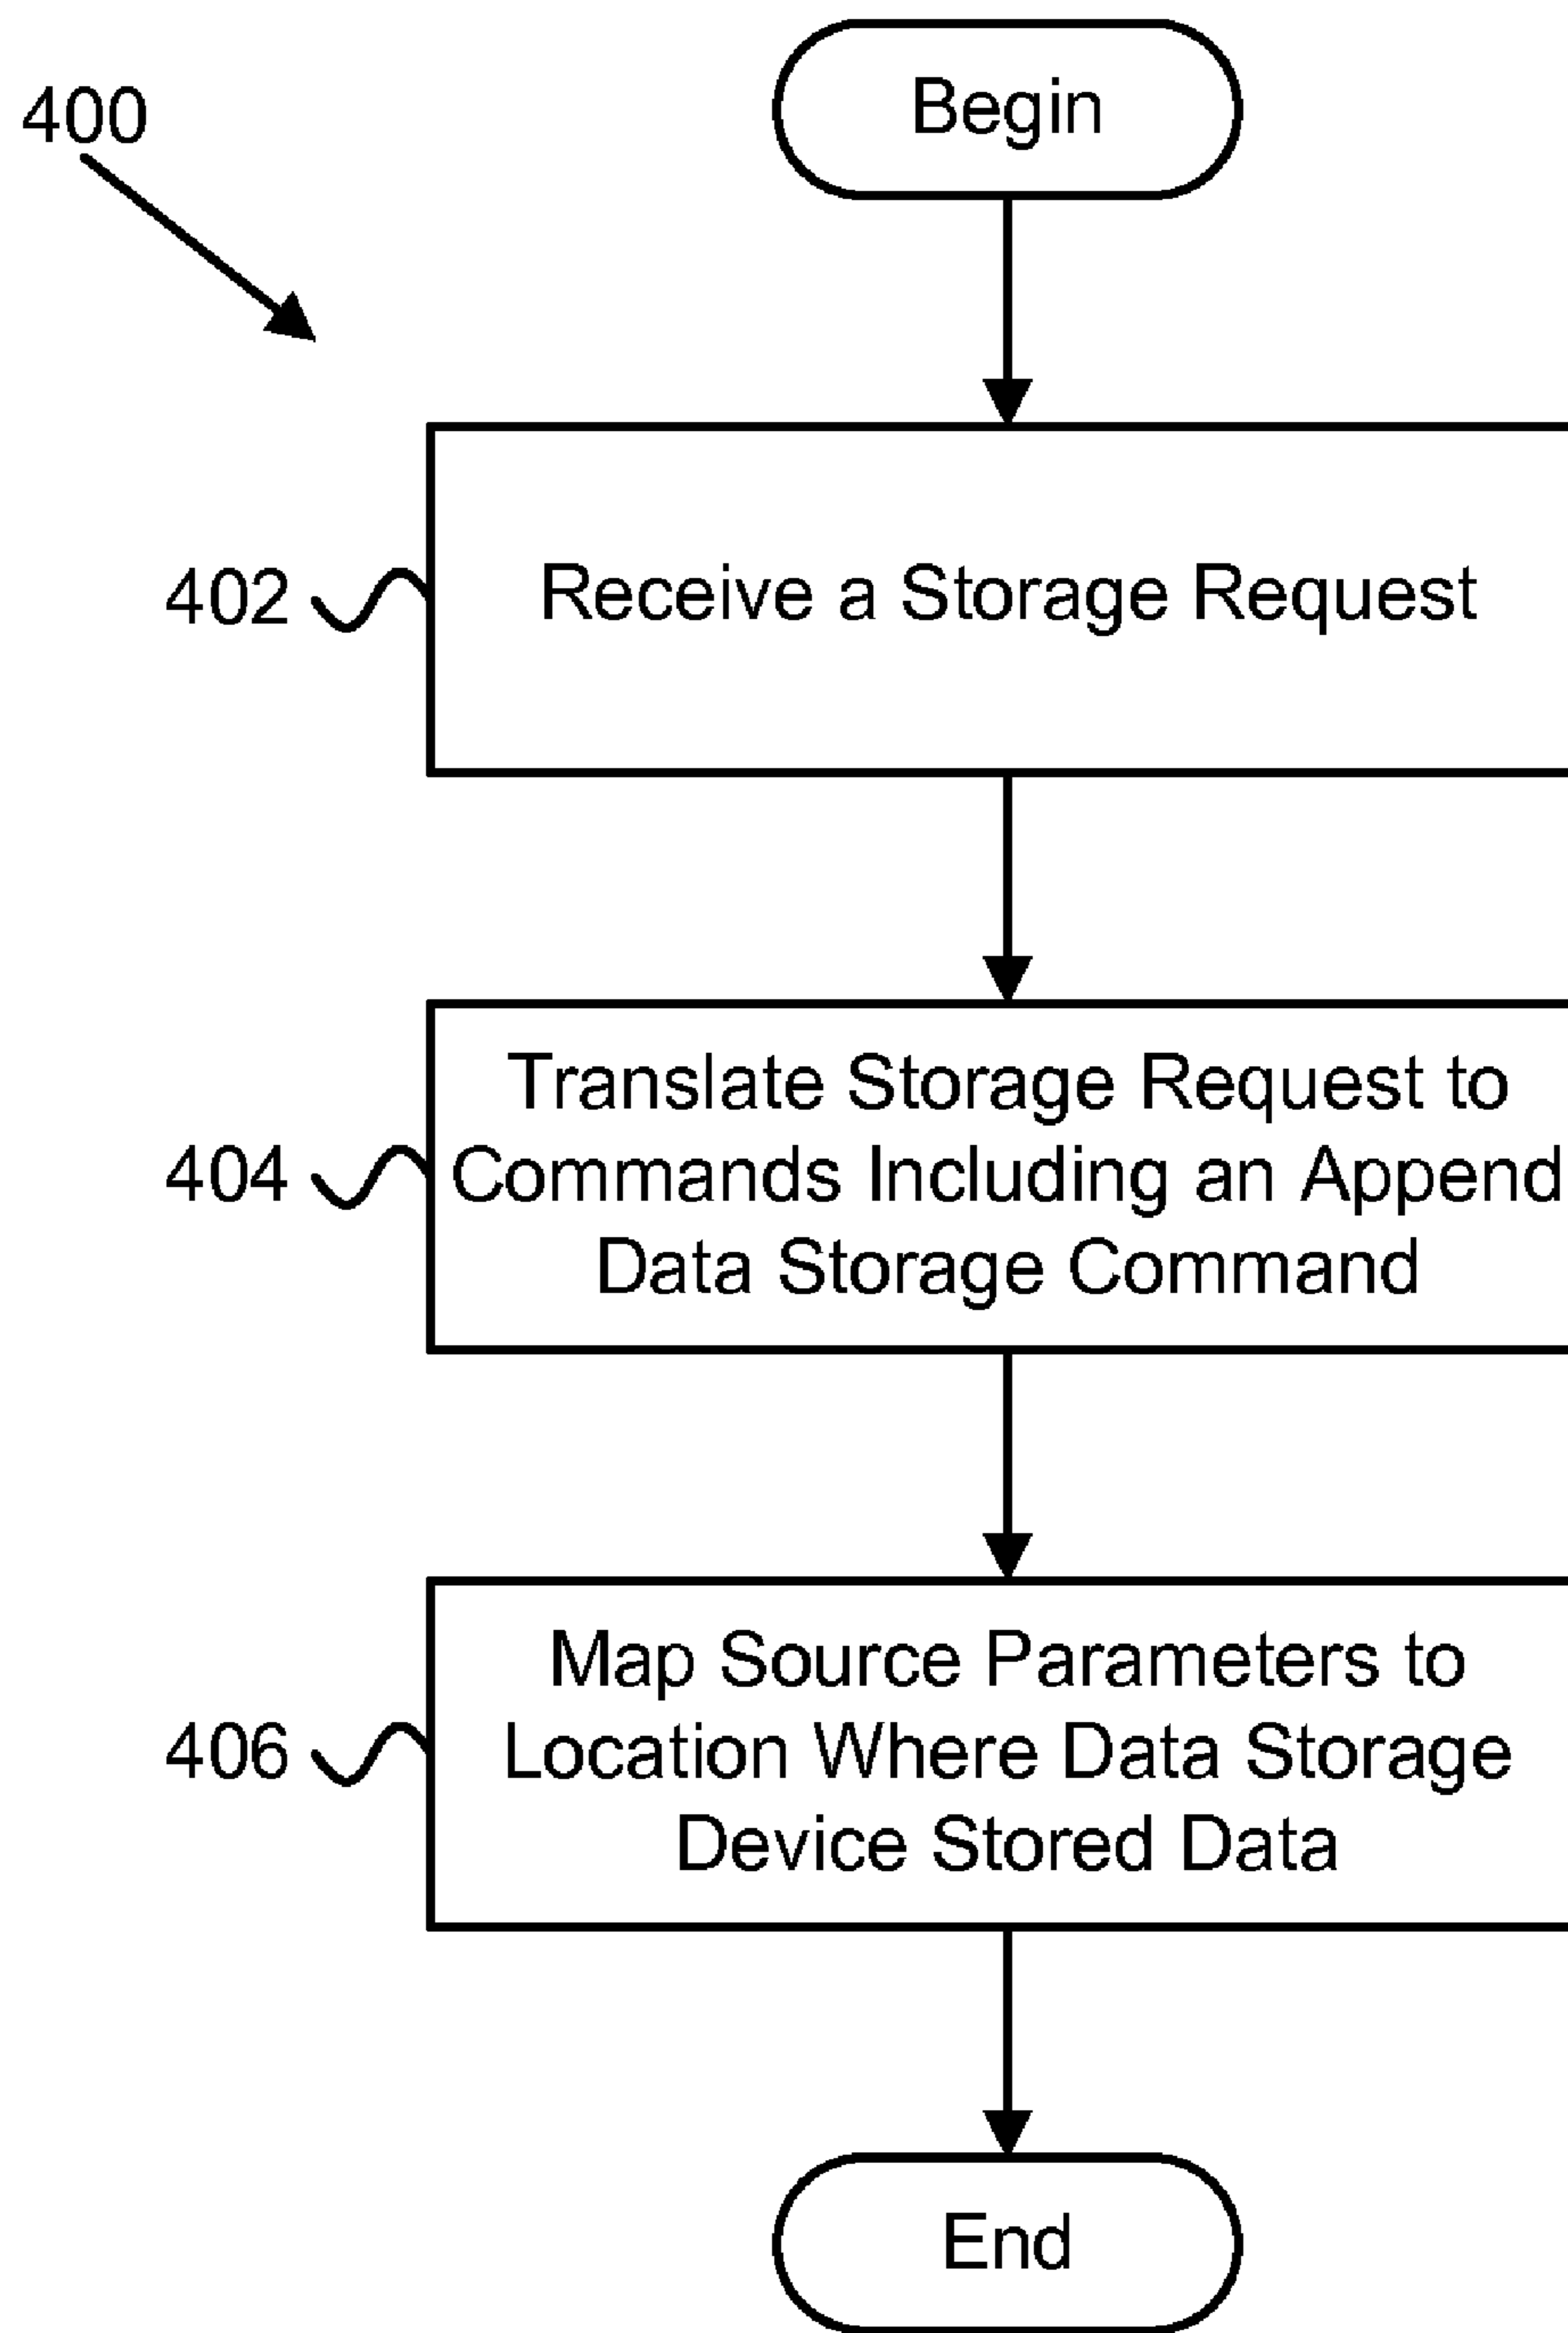 400
Begin
402
Receive a Storage Request
404
Translate Storage Request to
Commands Including an Append
Data Storage Command
406
Map Source Parameters to
Location Where Data Storage
Device Stored Data
End